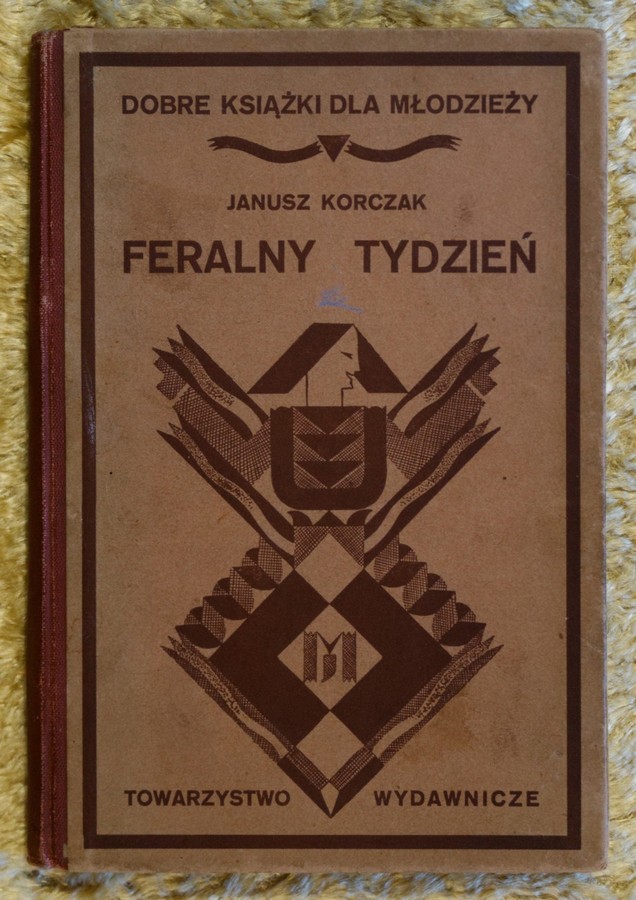 DOBRE KSIĄŻKI DLA MŁODZIEŻY
JANUSZ KORCZAK
FERALNY TYDZIEŃ
TOWARZYSTWO WYDAWNICZE